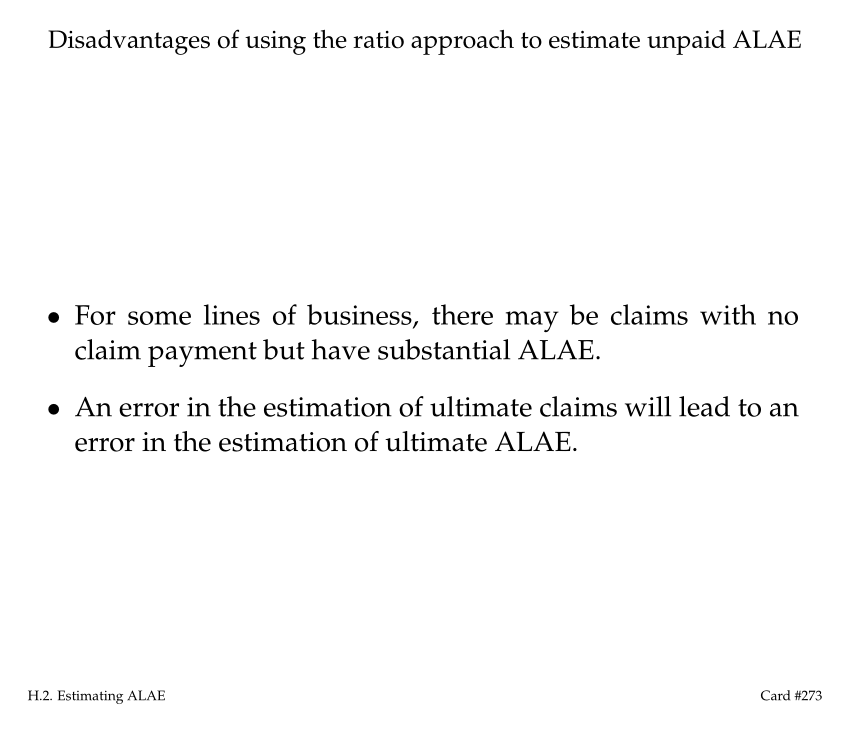 Disadvantages of using the ratio approach to estimate unpaid ALAE
• For some lines of business, there may be claims with no
claim payment but have substantial ALAE.
• An error in the estimation of ultimate claims will lead to an
error in the estimation of ultimate ALAE.
H.2. Estimating ALAE
Card #273